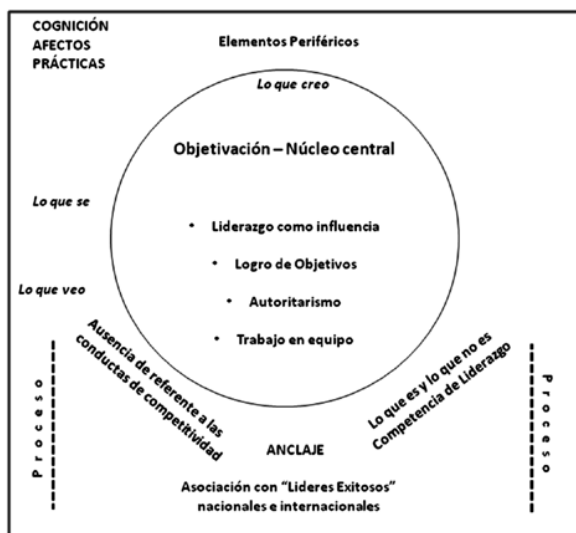 COGNICIÓN
AFECTOS
PRÁCTICAS
Elementos Periféricos
Lo que creo
Objetivación – Núcleo central
Lo que se
• Liderazgo como influencia
• Logro de Objetivos
Lo que veo
• Autoritarismo
• Trabajo en equipo
Proceso
Ausencia de referente a las
conductas de competitividad
Lo que es y lo que no es
Competencia de Liderazgo
Proceso
ANCLAJE
Asociación con “Lideres Exitosos”
nacionales e internacionales